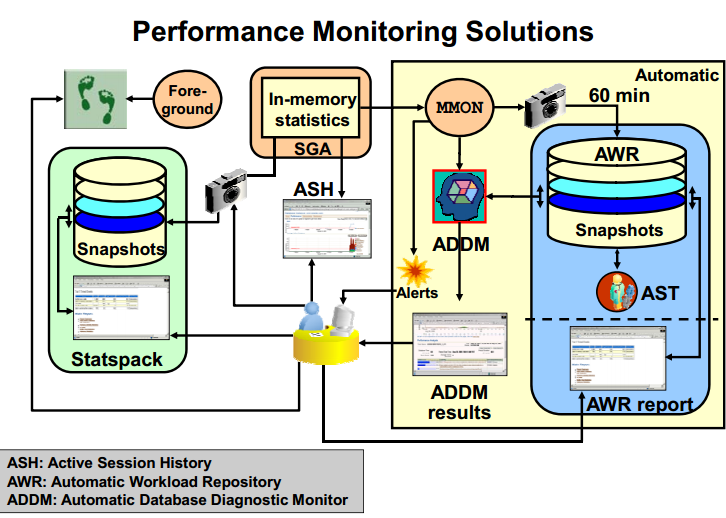 Performance Monitoring Solutions
Automatic
Fore-
ground
In-memory
statistics
SGA
MMON
60 min
AWR
Snapshots
ASH
ADDM
Snapshots
Alerts
AST
Statspack
ADDM
results
AWR report
ASH: Active Session History
AWR: Automatic Workload Repository
ADDM: Automatic Database Diagnostic Monitor